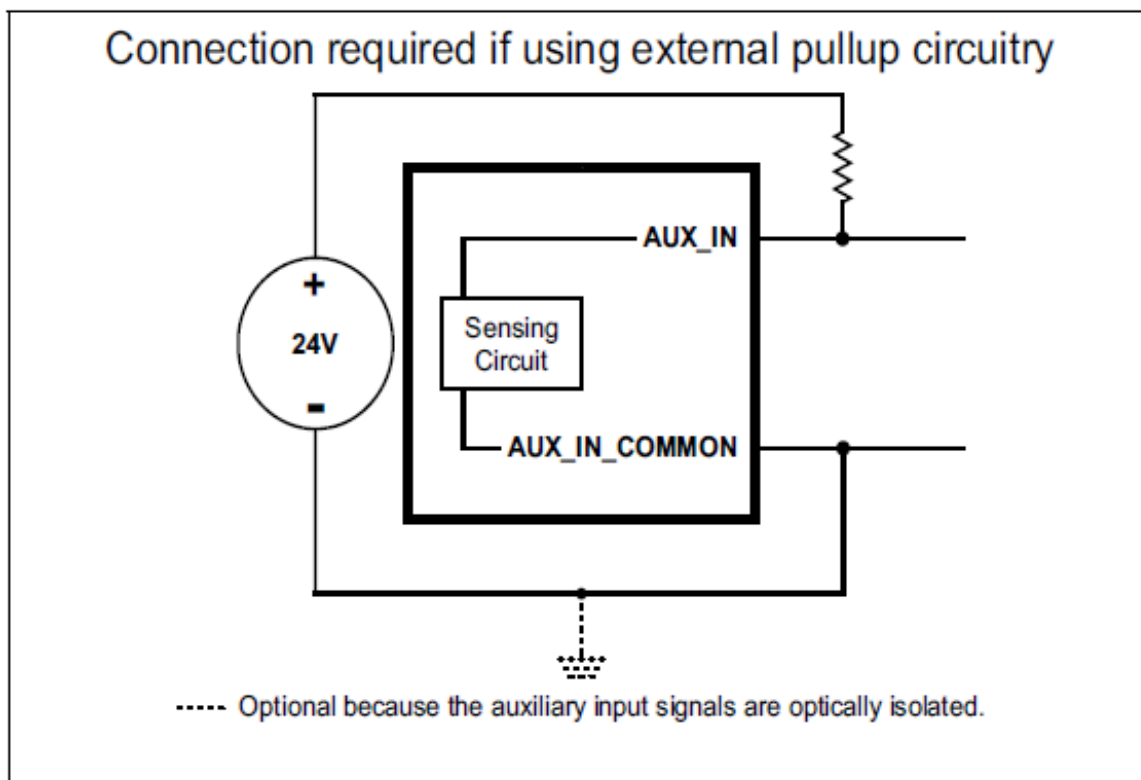 Connection required if using external pullup circuitry
AUX_IN
+
24V
-
Sensing
Circuit
AUX_IN_COMMON
Optional because the auxiliary input signals are optically isolated.